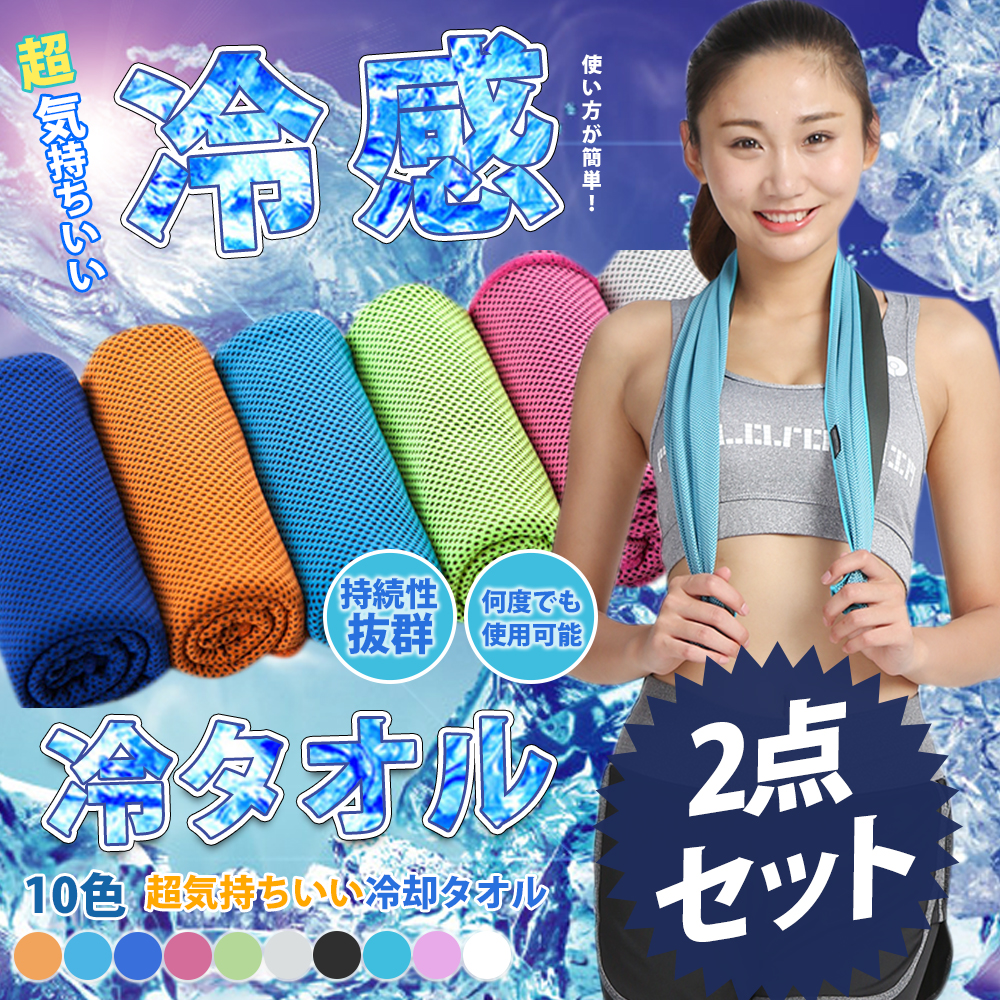 超
気持ちいい
冷感
使い方が簡単！
持続性
抜群
何度でも
使用可能
冷タオル
2点
セット
10色
超気持ちいい冷却タオル